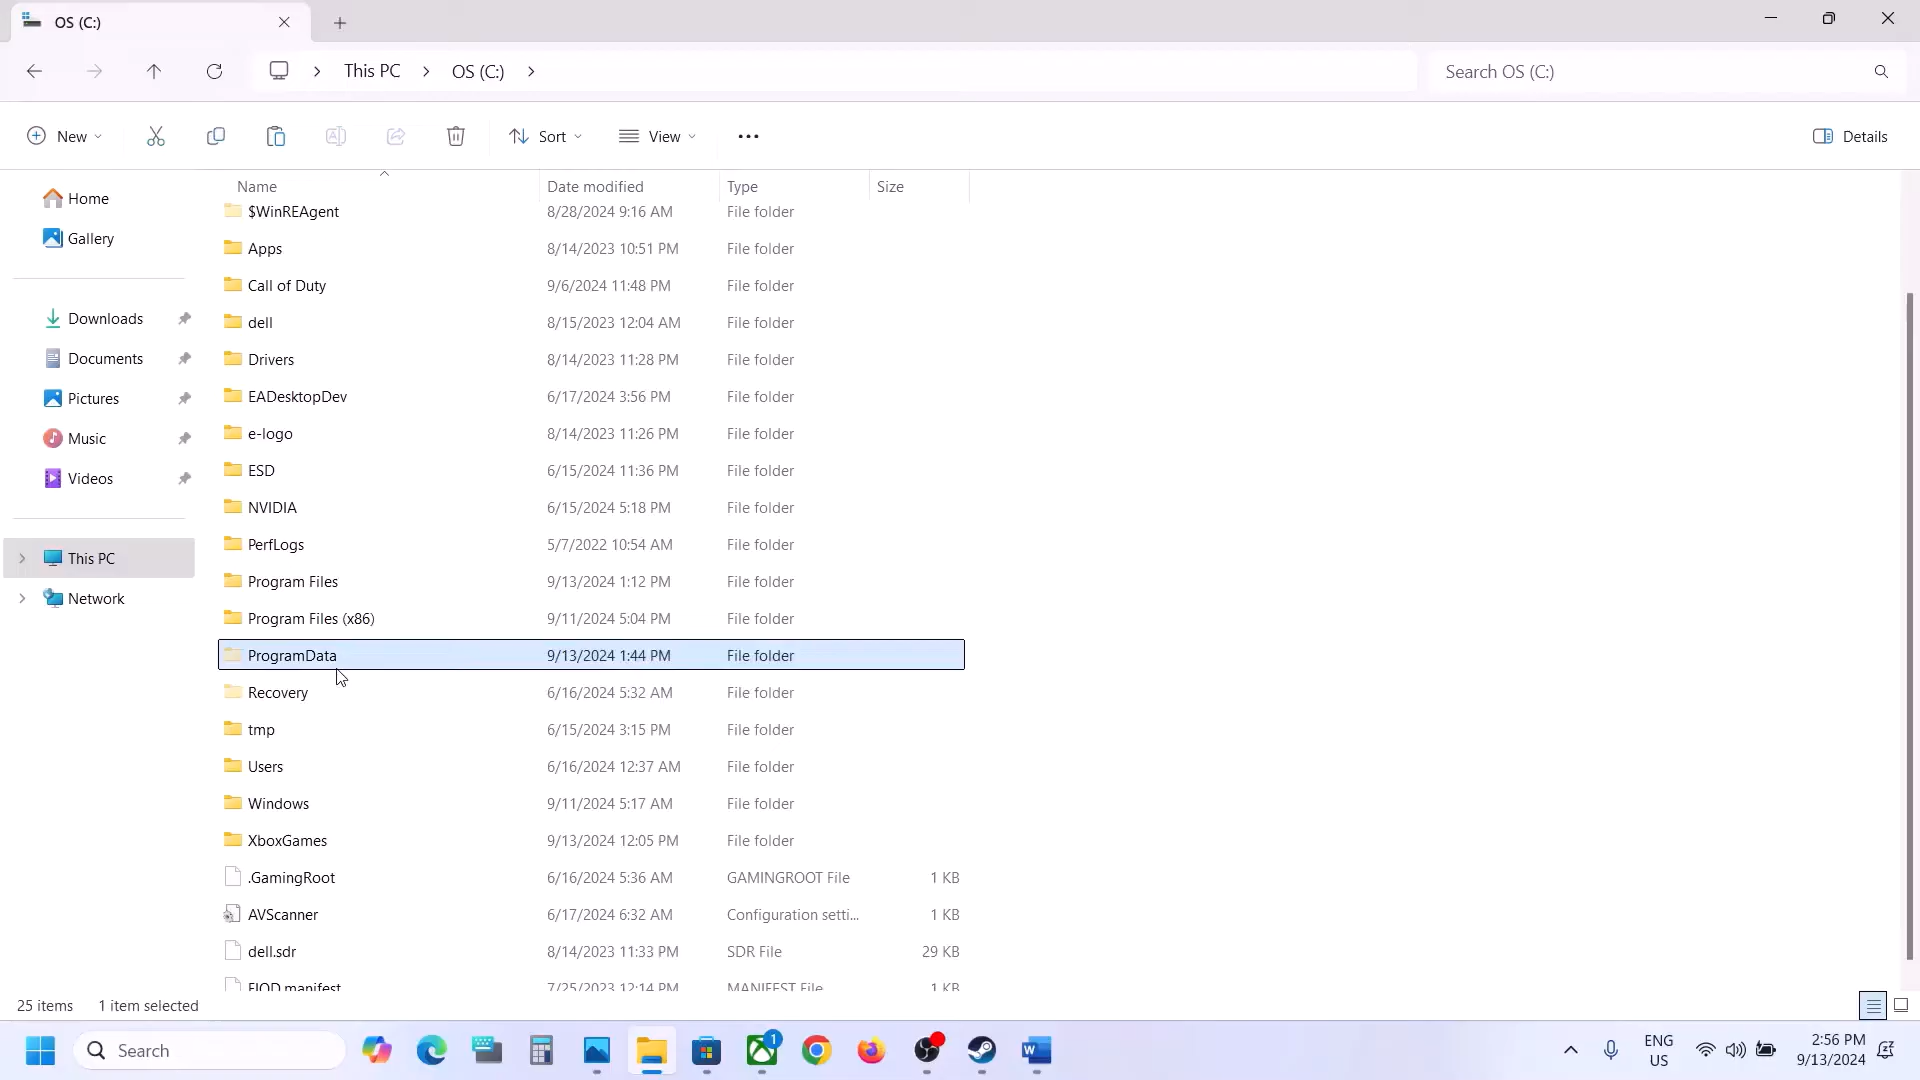 OS (C:)
This PC > OS (C:) >
Search OS (C:)
New
Sort
View
Details
Name Date modified Type Size
Home
Gallery
Downloads
Documents
Pictures
Music
Videos
This PC
Network
$WinREAgent 8/28/2024 9:16 AM File folder
Apps 8/14/2023 10:51 PM File folder
Call of Duty 9/6/2024 11:48 PM File folder
dell 8/15/2023 12:04 AM File folder
Drivers 8/14/2023 11:28 PM File folder
EADesktopDev 6/17/2024 3:56 PM File folder
e-logo 8/14/2023 11:26 PM File folder
ESD 6/15/2024 11:36 PM File folder
NVIDIA 6/15/2024 5:18 PM File folder
PerfLogs 5/7/2022 10:54 AM File folder
Program Files 9/13/2024 1:12 PM File folder
Program Files (x86) 9/11/2024 5:04 PM File folder
ProgramData 9/13/2024 1:44 PM File folder
Recovery 6/16/2024 5:32 AM File folder
tmp 6/15/2024 3:15 PM File folder
Users 6/16/2024 12:37 AM File folder
Windows 9/11/2024 5:17 AM File folder
XboxGames 9/13/2024 12:05 PM File folder
.GamingRoot 6/16/2024 5:36 AM GAMINGROOT File 1 KB
AVScanner 6/17/2024 6:32 AM Configuration setti... 1 KB
dell.sdr 8/14/2023 11:33 PM SDR File 29 KB
FIOD.manifest 7/25/2023 12:14 PM MANIFEST File 1 KB
25 items 1 item selected
Search
1
ENG
US
2:56 PM
9/13/2024